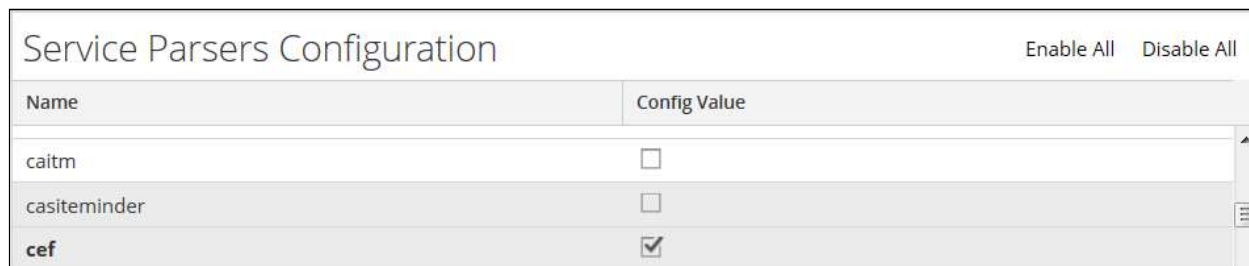 Service Parsers Configuration Enable All Disable All
Name Config Value
caitm
casiteminder
cef